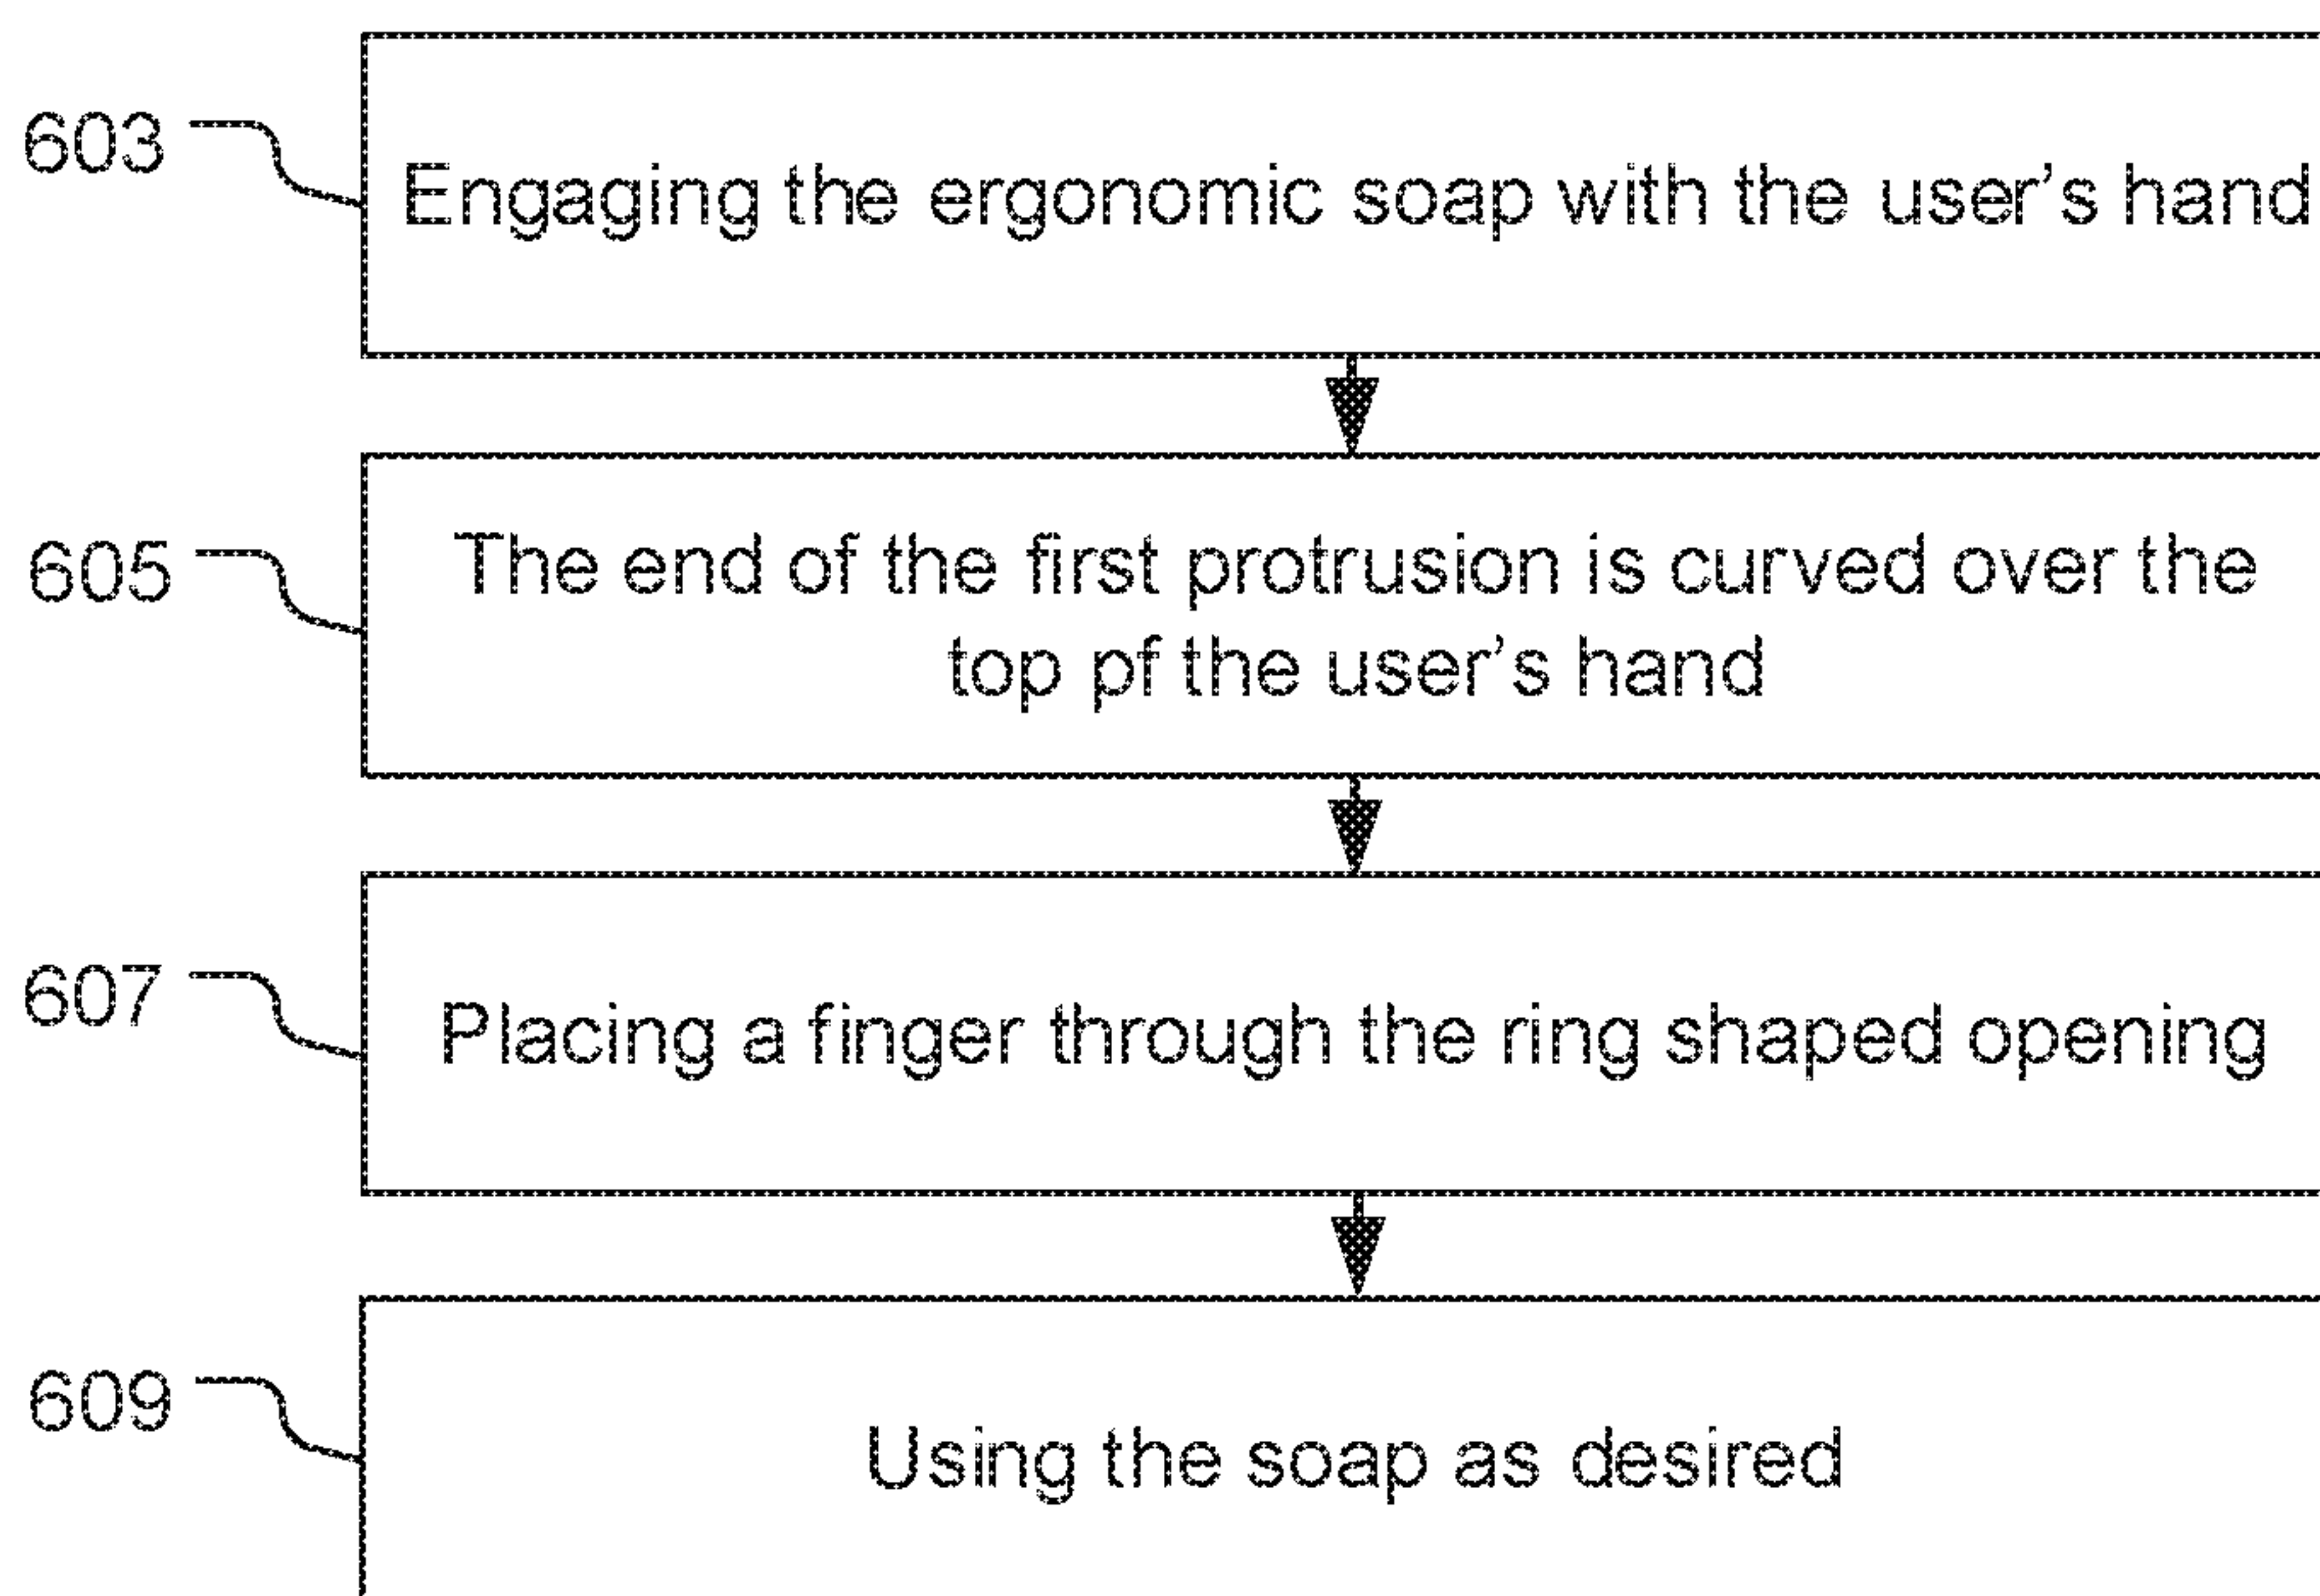 603
Engaging the ergonomic soap with the user's hand
605
The end of the first protrusion is curved over the
top pf the user's hand
607
Placing a finger through the ring shaped opening
609
Using the soap as desired